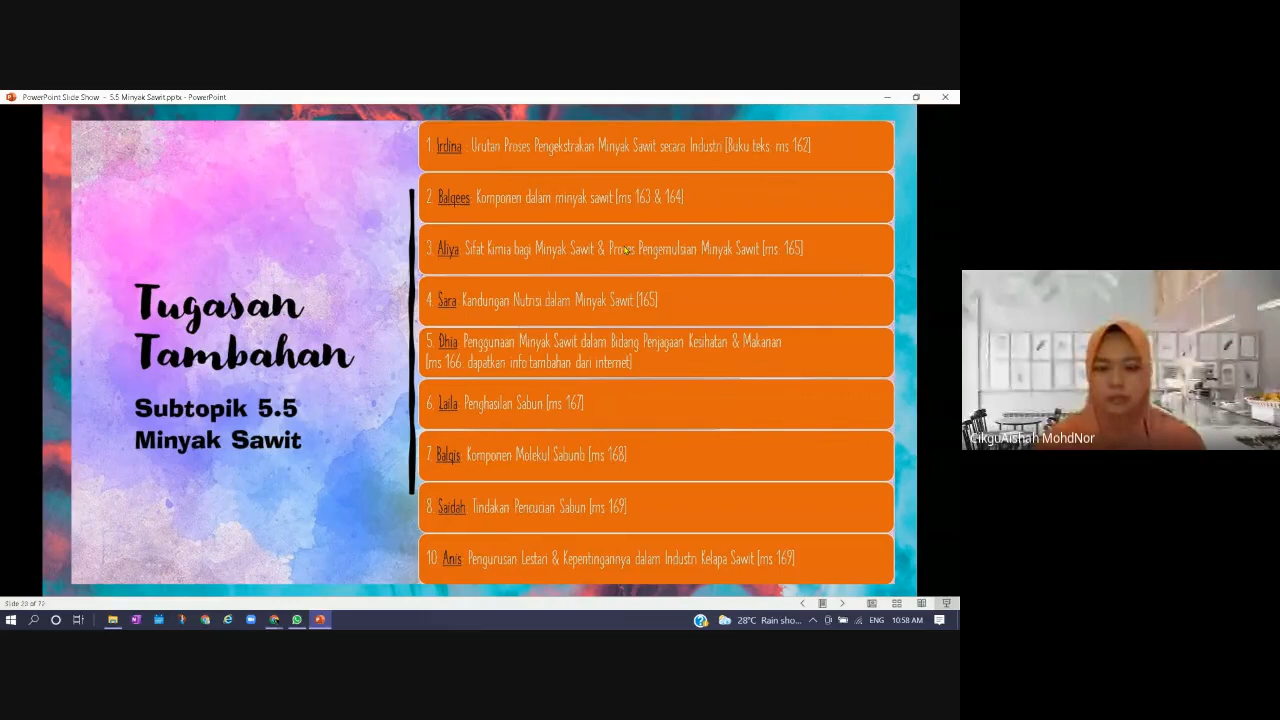 PowerPoint Slide Show - 5.5 Minyak Sawit.pptx - PowerPoint
Tugasan
Tambahan
Subtopik 5.5
Minyak Sawit
1. Irdina : Urutan Proses Pengekstrakan Minyak Sawit secara Industri [Buku teks: ms 162]
2. Balqees: Komponen dalam minyak sawit [ms 163 & 164]
3. Aliya: Sifat Kimia bagi Minyak Sawit & Proses Pengemulsian Minyak Sawit [ms 165]
4. Sara: Kandungan Nutrisi dalam Minyak Sawit [165]
5. Dhia: Penggunaan Minyak Sawit dalam Bidang Penjagaan Kesihatan & Makanan
[ms 166: dapatkan info tambahan dari internet]
6. Laila: Penghasilan Sabun [ms 167]
7. Balqis: Komponen Molekul Sabunb [ms 168]
8. Saidah: Tindakan Pencucian Sabun [ms 169]
10. Anis: Pengurusan Lestari & Kepentingannya dalam Industri Kelapa Sawit [ms 169]
CikguAishah MohdNor
Slide 23 of 72
28°C Rain sho...
ENG
10:58 AM